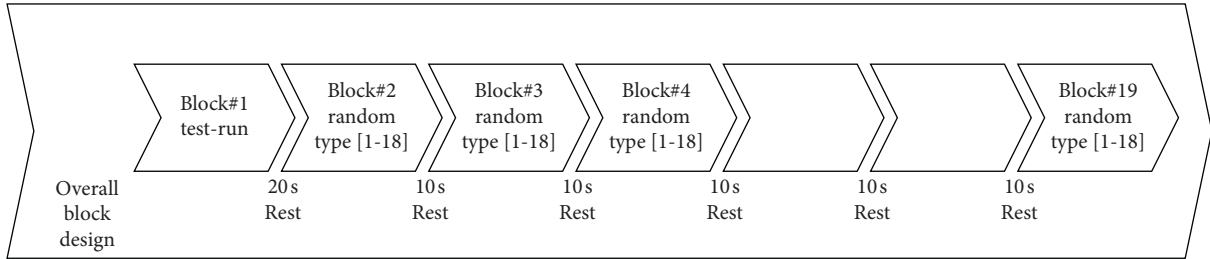 Block#1
test-run
Block#2
random
type [1-18]
Block#3
random
type [1-18]
Block#4
random
type [1-18]
Block#19
random
type [1-18]
Overall
block
design
20 s
Rest
10 s
Rest
10 s
Rest
10 s
Rest
10 s
Rest
10 s
Rest